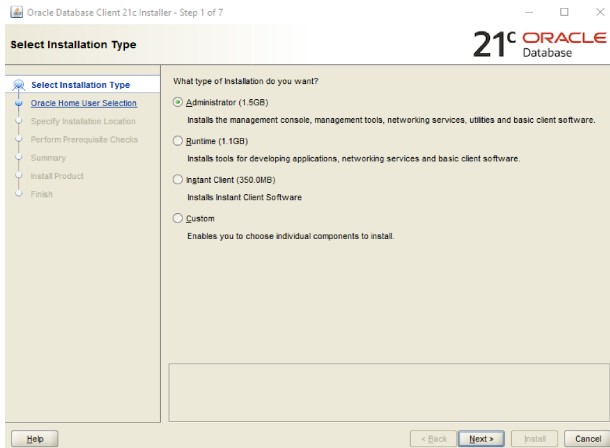 Oracle Database Client 21c Installer - Step 1 of 7
Select Installation Type
21c ORACLE
Database
Select Installation Type
Oracle Home User Selection
Specify Installation Location
Perform Prerequisite Checks
Summary
Install Product
Finish
What type of Installation do you want?
Administrator (1.5GB)
Installs the management console, management tools, networking services, utilities and basic client software.
Runtime (1.1GB)
Installs tools for developing applications, networking services and basic client software.
Instant Client (350.0MB)
Installs Instant Client Software
Custom
Enables you to choose individual components to install.
Help
< Back
Next >
Install
Cancel